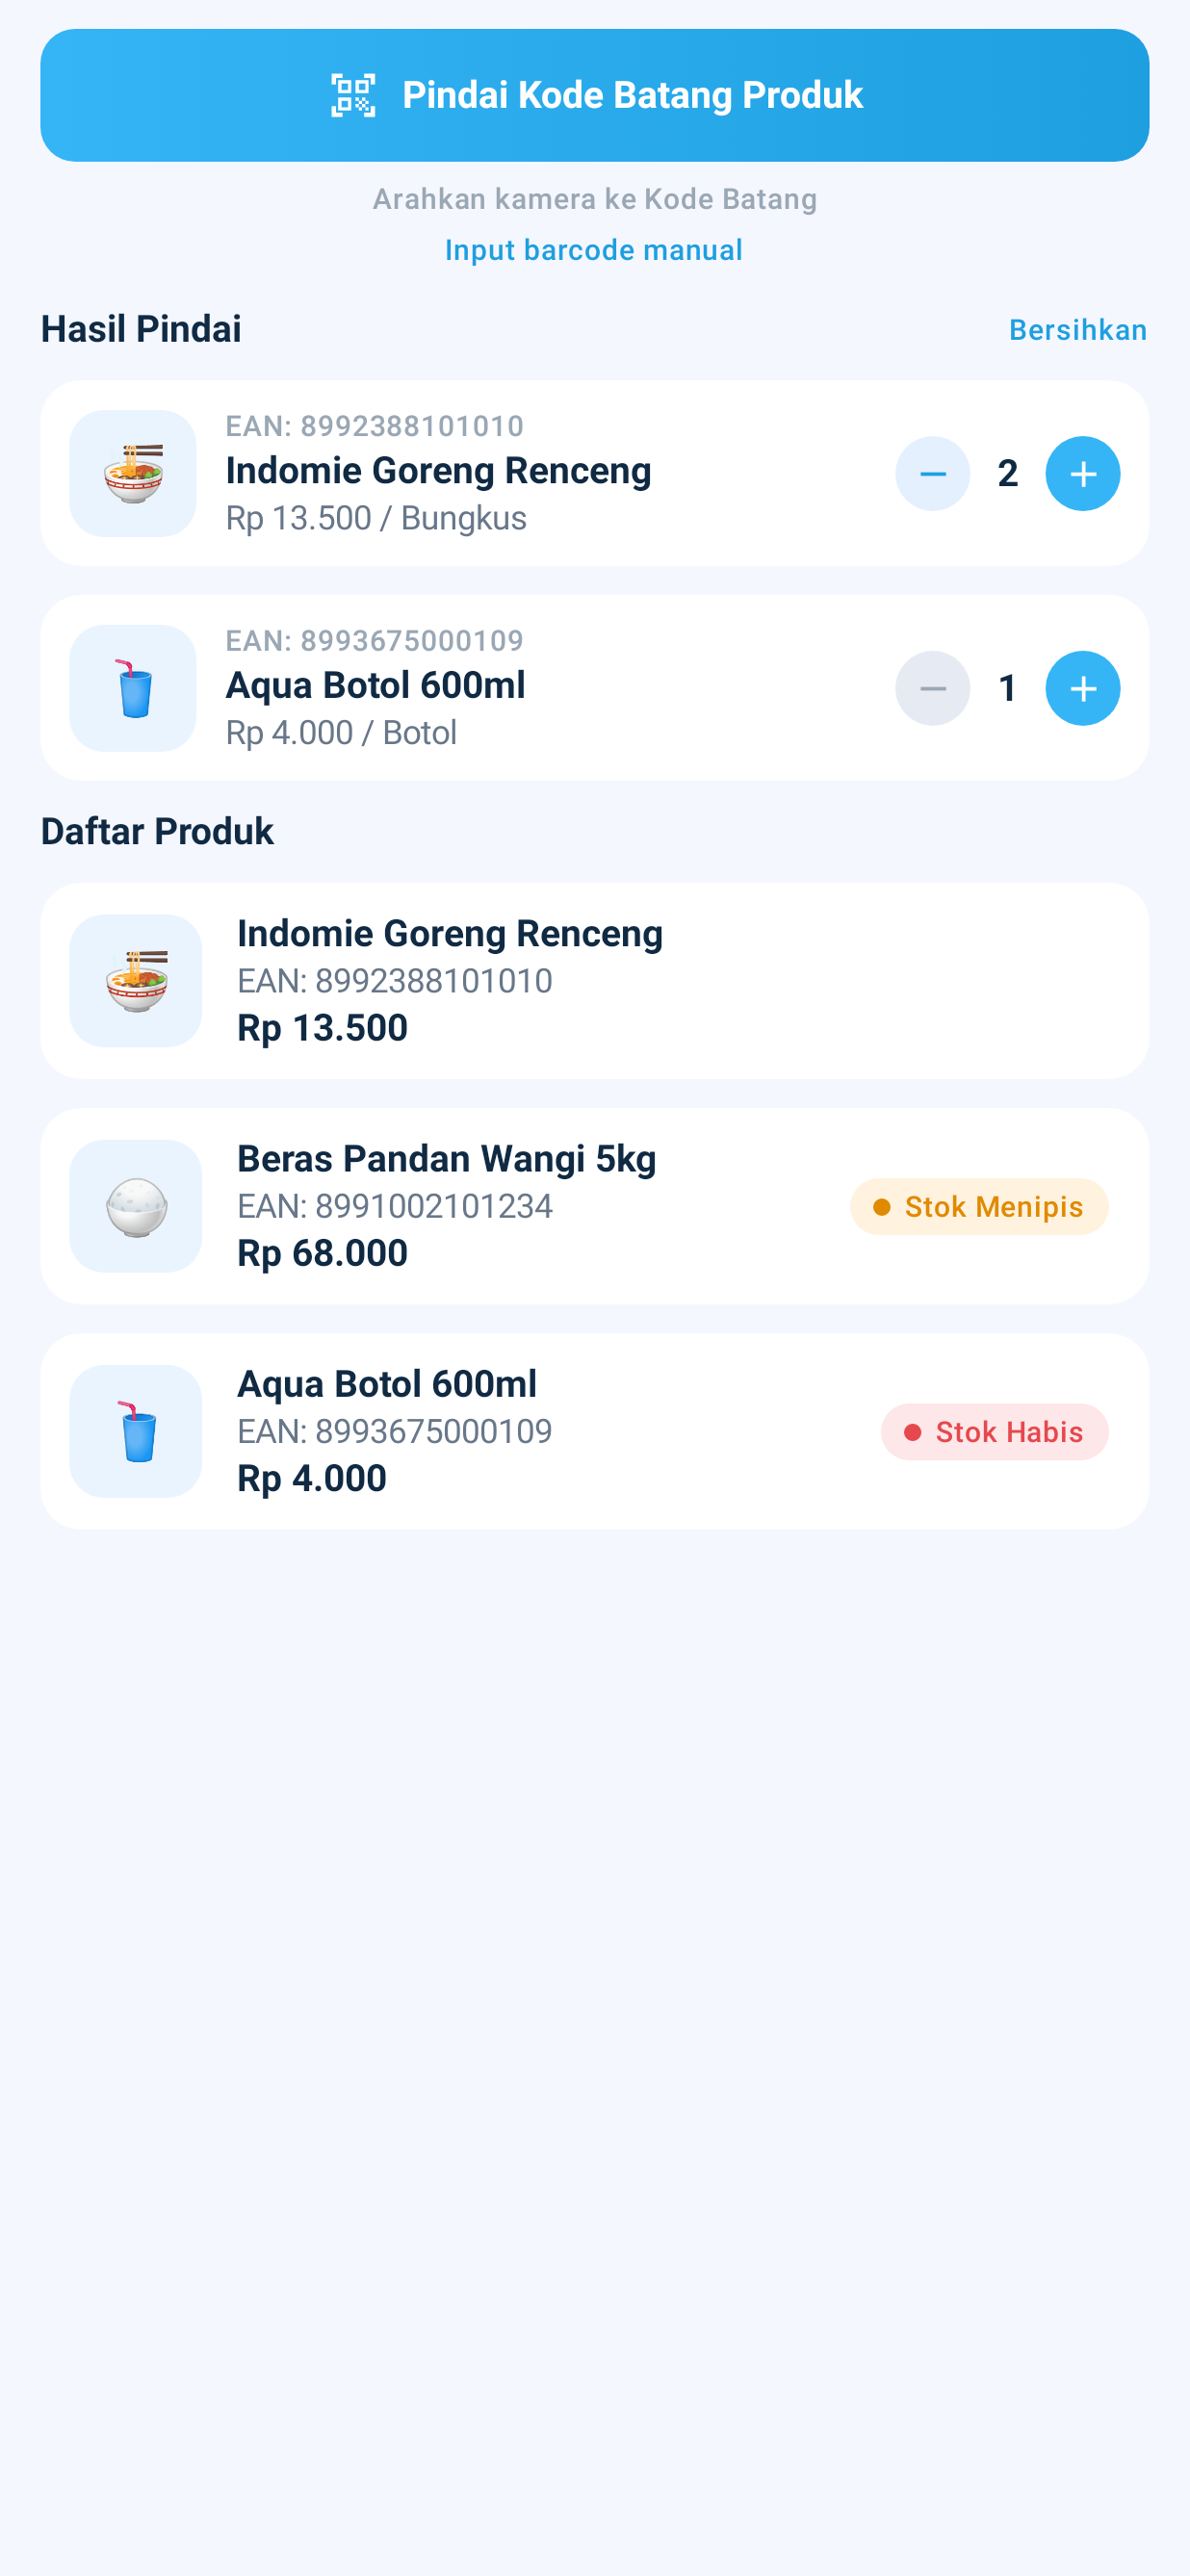 Pindai Kode Batang Produk
Arahkan kamera ke Kode Batang
Input barcode manual
Hasil Pindai
Bersihkan
EAN: 8992388101010
Indomie Goreng Renceng
Rp 13.500 / Bungkus
2
EAN: 8993675000109
Aqua Botol 600ml
Rp 4.000 / Botol
1
Daftar Produk
Indomie Goreng Renceng
EAN: 8992388101010
Rp 13.500
Beras Pandan Wangi 5kg
EAN: 8991002101234
Rp 68.000
Stok Menipis
Aqua Botol 600ml
EAN: 8993675000109
Rp 4.000
Stok Habis